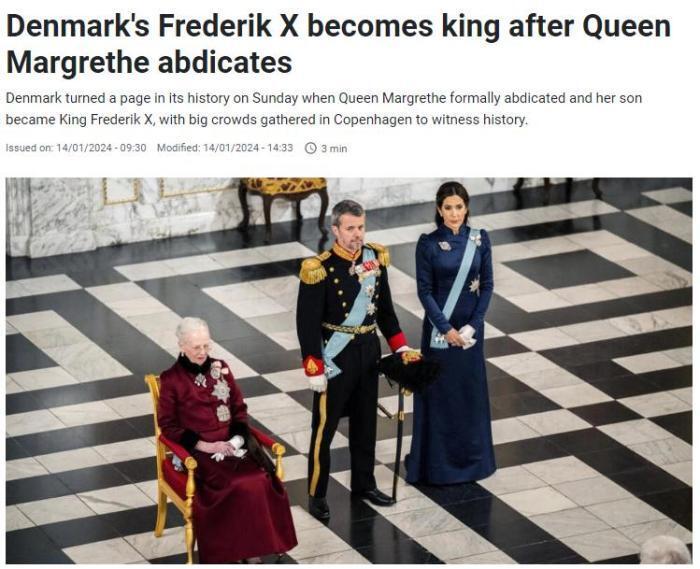 Denmark's Frederik X becomes king after Queen
Margrethe abdicates
Denmark turned a page in its history on Sunday when Queen Margrethe formally abdicated and her son
became King Frederik X, with big crowds gathered in Copenhagen to witness history.
Issued on: 14/01/2024 - 09:30 Modified: 14/01/2024 - 14:33 3 min